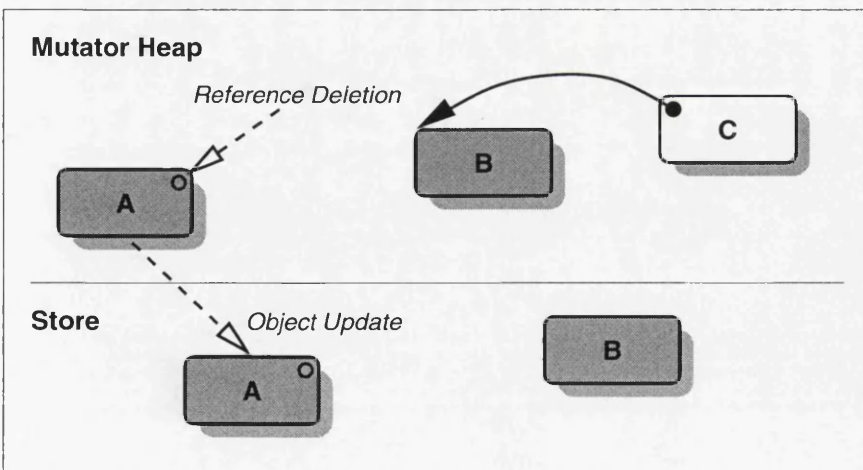 Mutator Heap
Reference Deletion
C
B
A
Store
Object Update
B
A